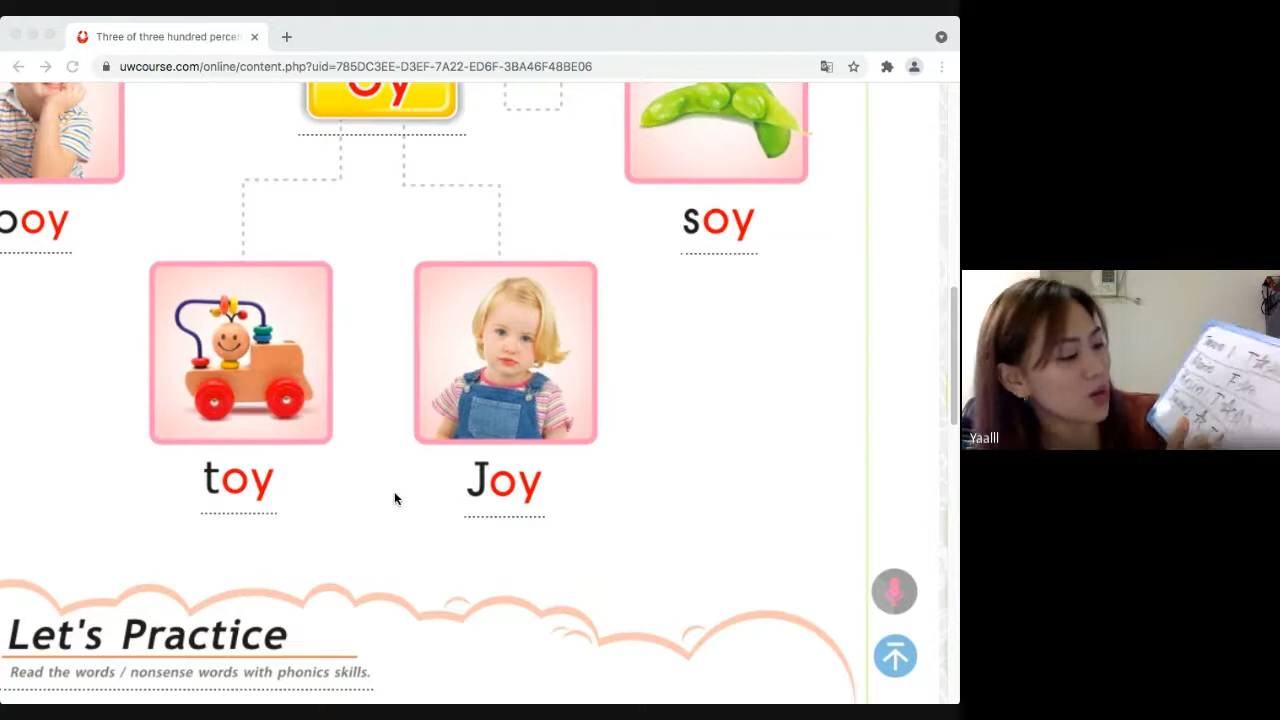 Three of three hundred percen
uwcourse.com/online/content.php?uid=785DC3EE-D3EF-7A22-ED6F-3BA46F48BE06
oy
ooy
soy
toy
Joy
Yaalll
Let's Practice
Read the words / nonsense words with phonics skills.